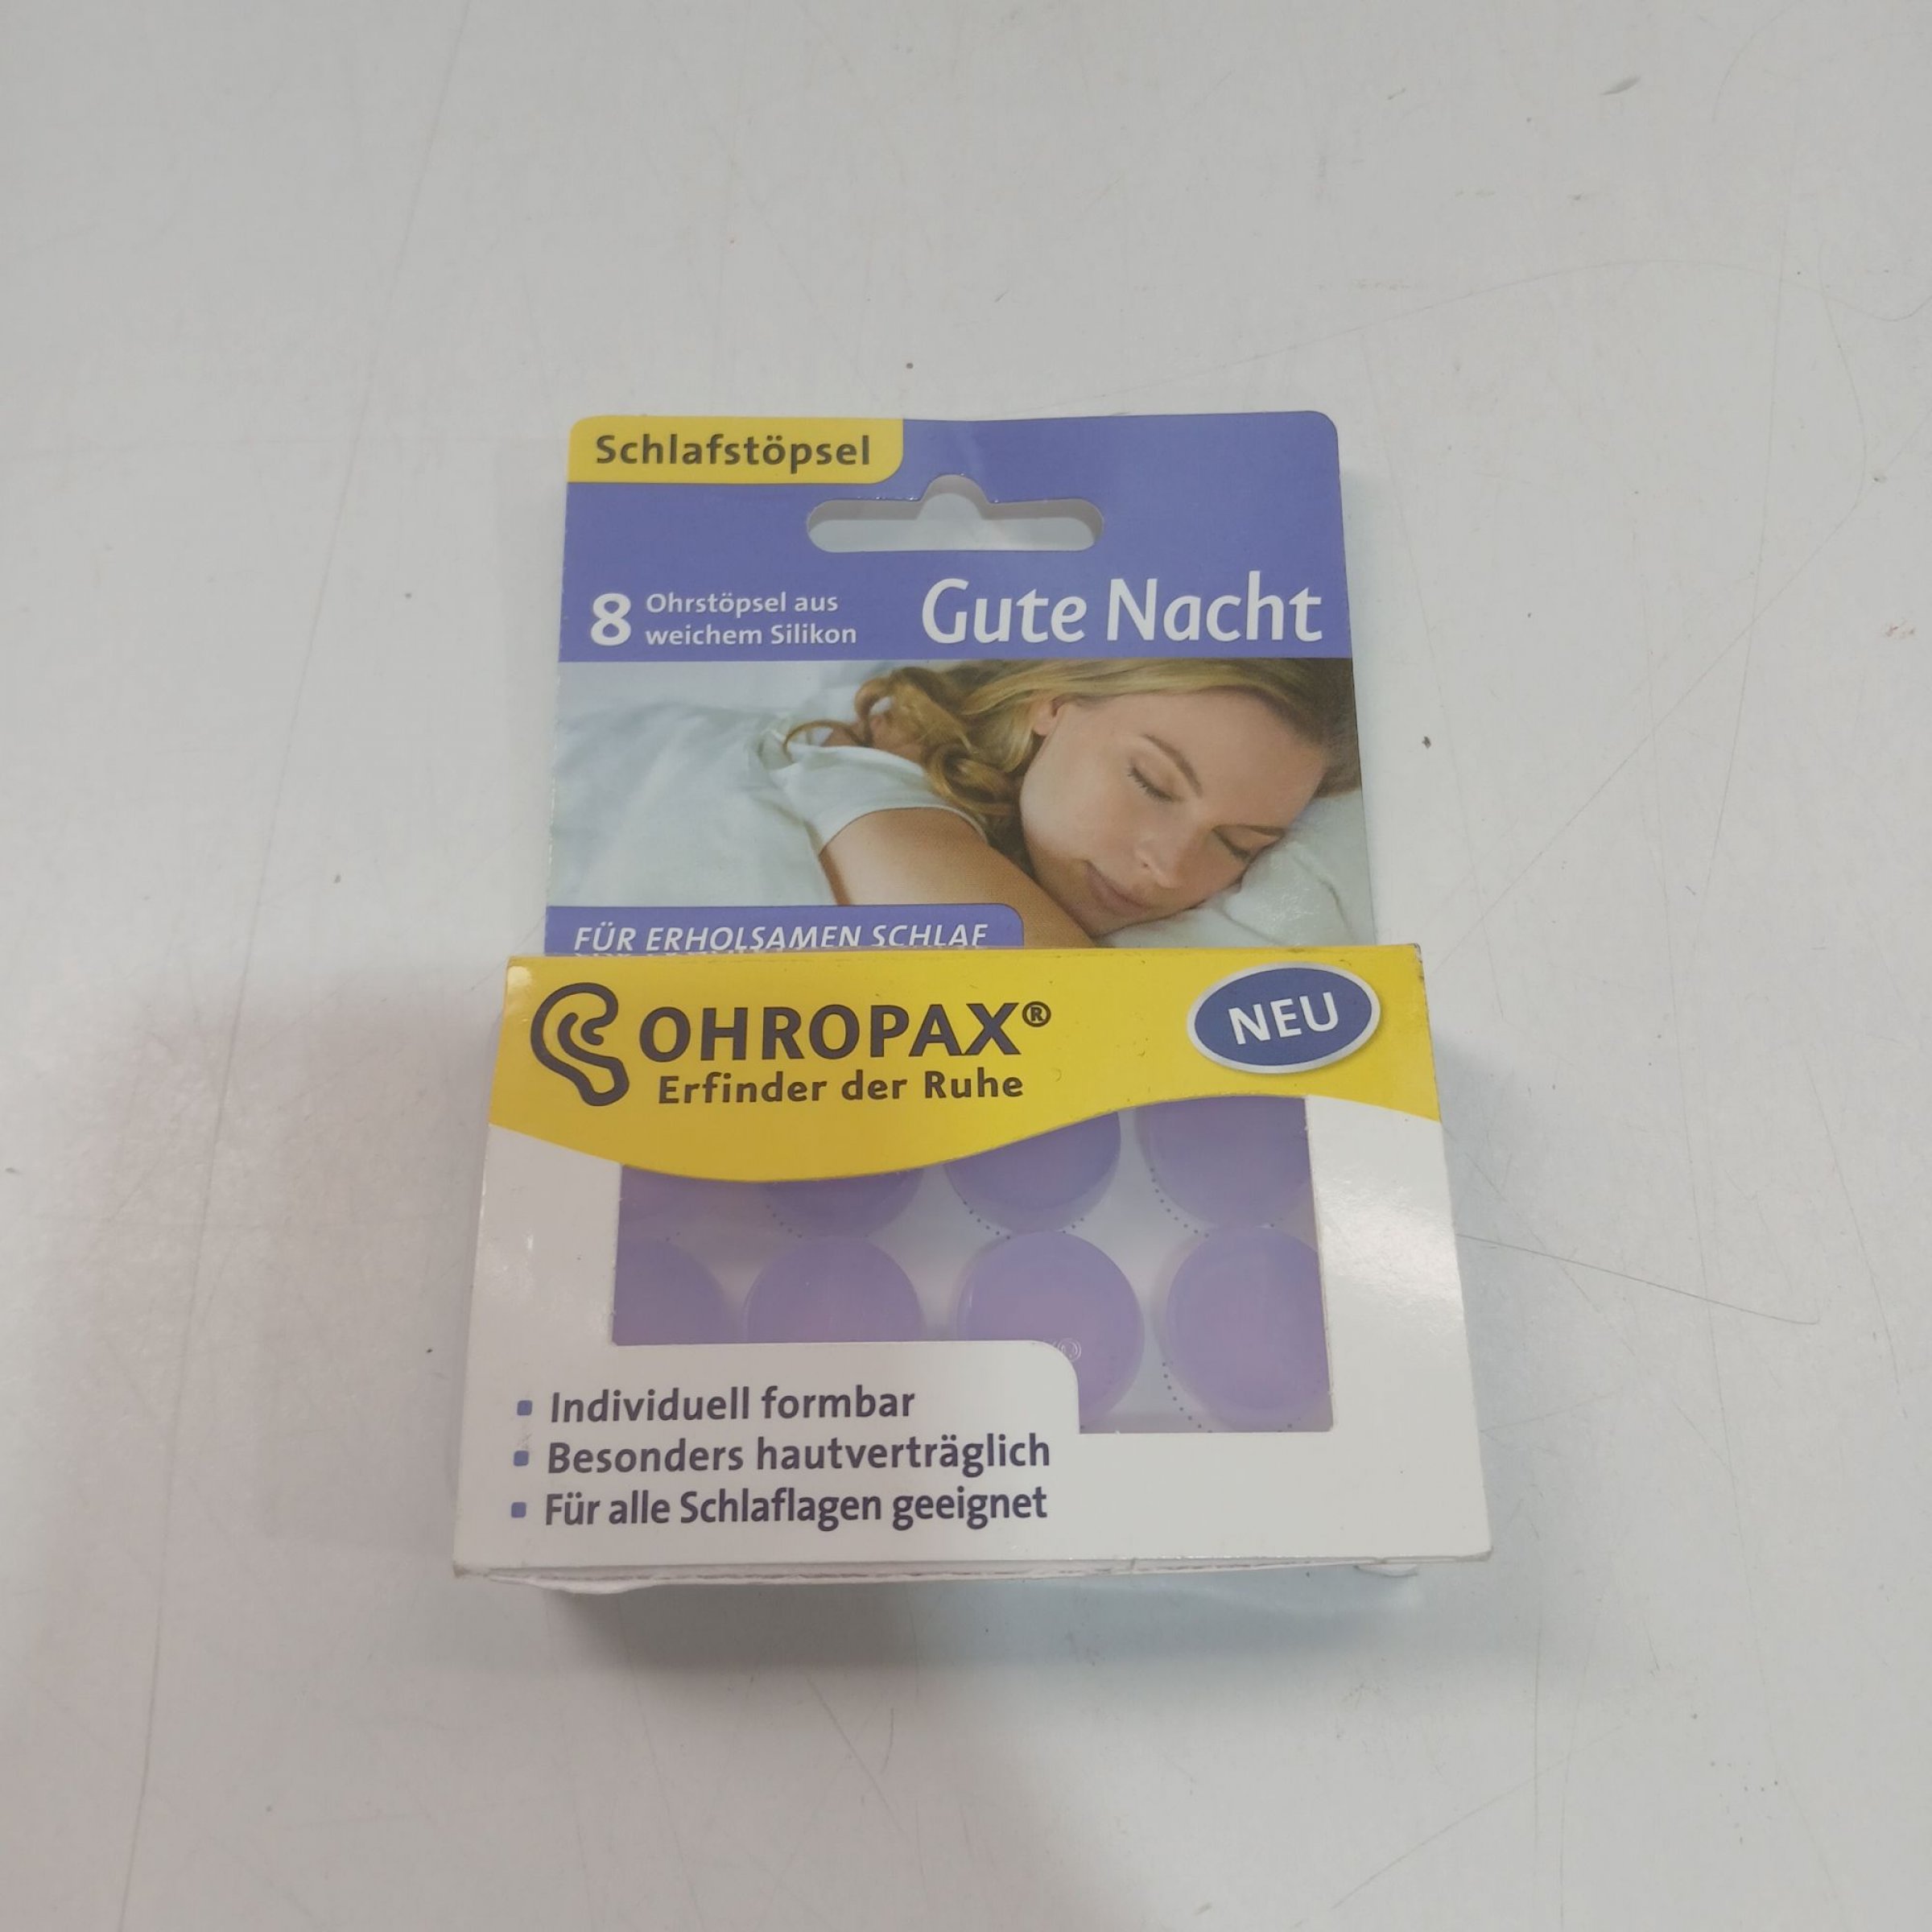 Schlafstöpsel
8 Ohrstöpsel aus
weichem Silikon
Gute Nacht
FÜR ERHOLSAMEN SCHLAF
OHROPAX®
Erfinder der Ruhe
NEU
Individuell formbar
Besonders hautverträglich
Für alle Schlaflagen geeignet